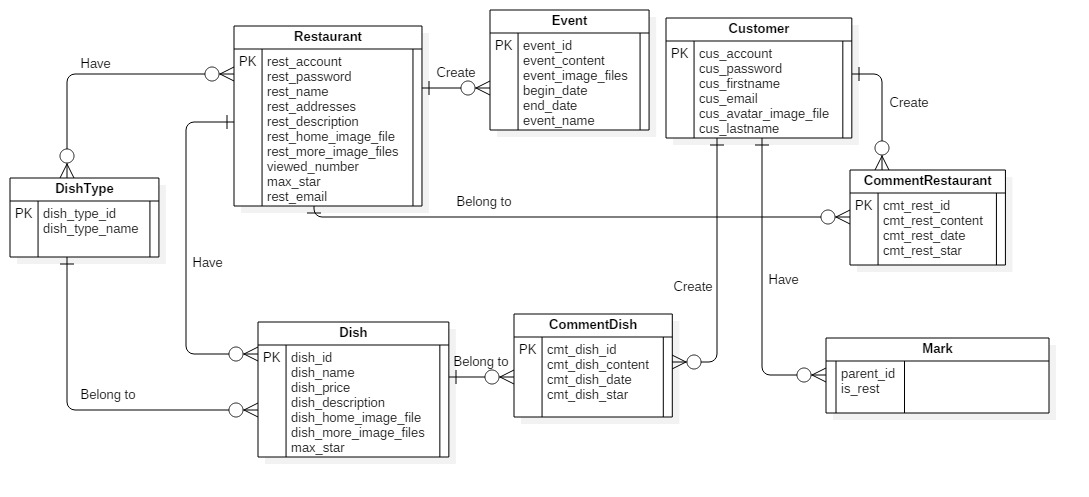 Restaurant
PK
rest_account
rest_password
rest_name
rest_addresses
rest_description
rest_home_image_file
rest_more_image_files
viewed_number
max_star
rest_email
Event
PK
event_id
event_content
event_image_files
begin_date
end_date
event_name
Customer
PK
cus_account
cus_password
cus_firstname
cus_email
cus_avatar_image_file
cus_lastname
Have
Create
Create
DishType
PK
dish_type_id
dish_type_name
CommentRestaurant
PK
cmt_rest_id
cmt_rest_content
cmt_rest_date
cmt_rest_star
Belong to
Have
Create
Have
Dish
PK
dish_id
dish_name
dish_price
dish_description
dish_home_image_file
dish_more_image_files
max_star
Belong to
Belong to
CommentDish
PK
cmt_dish_id
cmt_dish_content
cmt_dish_date
cmt_dish_star
Mark
parent_id
is_rest